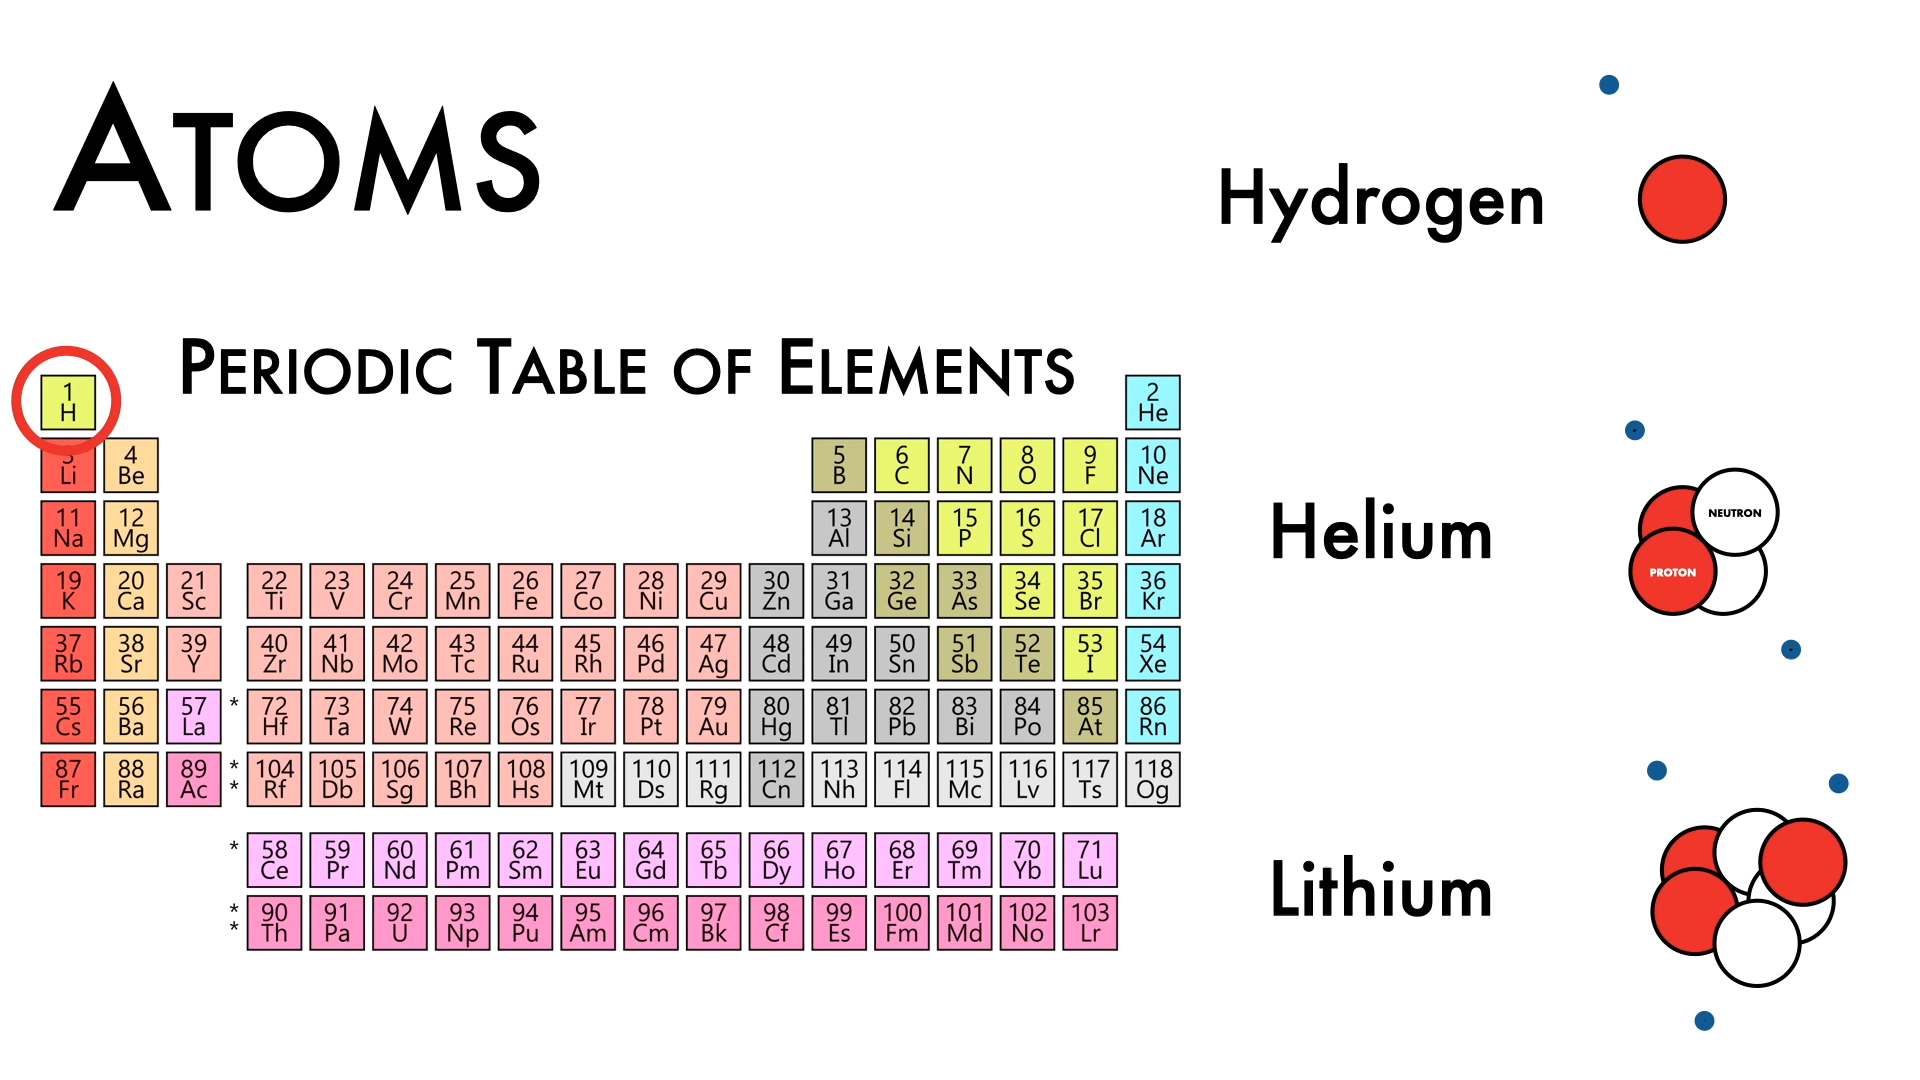 ATOMS
Hydrogen
PERIODIC TABLE OF ELEMENTS
1 2
H He
3 4 5 6 7 8 9 10
Li Be B C N O F Ne
11 12 13 14 15 16 17 18
Na Mg Al Si P S Cl Ar
19 20 21 22 23 24 25 26 27 28 29 30 31 32 33 34 35 36
K Ca Sc Ti V Cr Mn Fe Co Ni Cu Zn Ga Ge As Se Br Kr
37 38 39 40 41 42 43 44 45 46 47 48 49 50 51 52 53 54
Rb Sr Y Zr Nb Mo Tc Ru Rh Pd Ag Cd In Sn Sb Te I Xe
55 56 57 * 72 73 74 75 76 77 78 79 80 81 82 83 84 85 86
Cs Ba La Hf Ta W Re Os Ir Pt Au Hg Tl Pb Bi Po At Rn
87 88 89 * 104 105 106 107 108 109 110 111 112 113 114 115 116 117 118
Fr Ra Ac * Rf Db Sg Bh Hs Mt Ds Rg Cn Nh Fl Mc Lv Ts Og
* 58 59 60 61 62 63 64 65 66 67 68 69 70 71
Ce Pr Nd Pm Sm Eu Gd Tb Dy Ho Er Tm Yb Lu
* 90 91 92 93 94 95 96 97 98 99 100 101 102 103
* Th Pa U Np Pu Am Cm Bk Cf Es Fm Md No Lr
Helium
NEUTRON
PROTON
Lithium